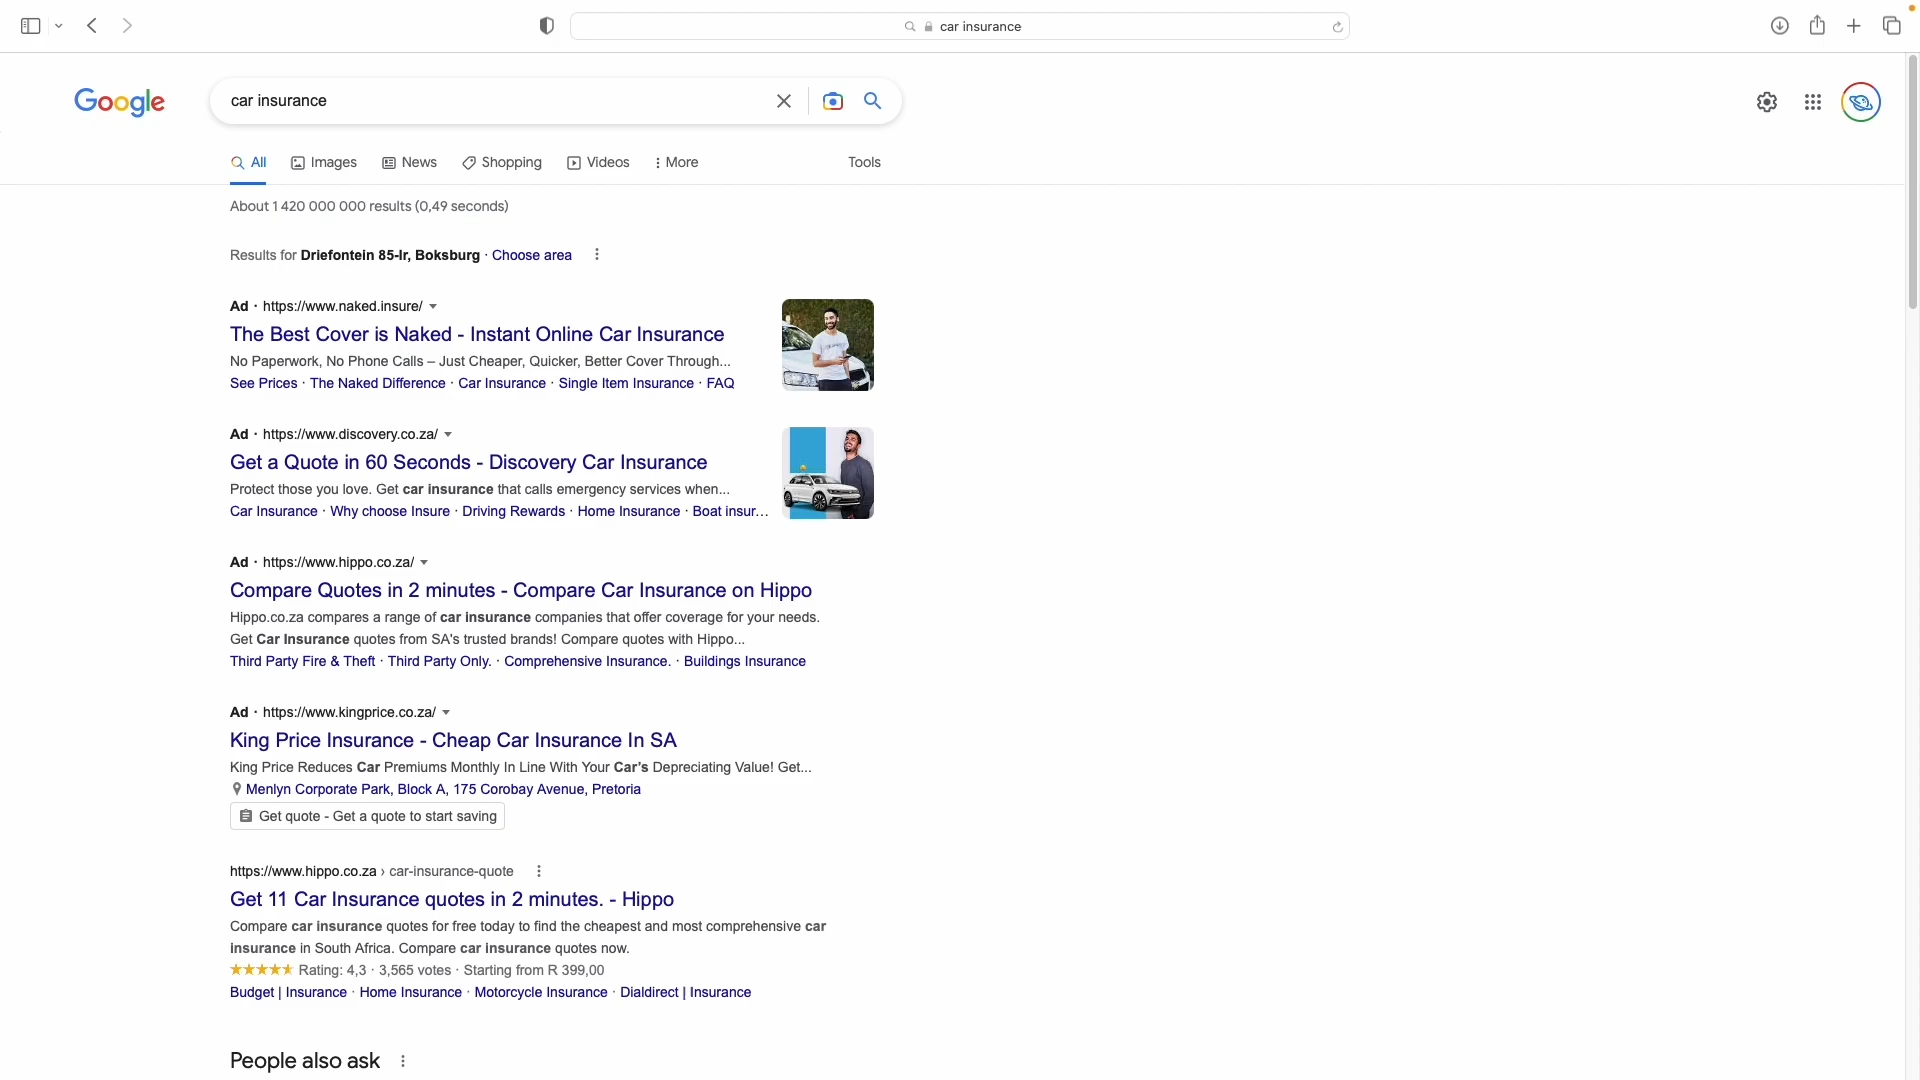 car insurance
Google
car insurance
All Images News Shopping Videos More Tools
About 1 420 000 000 results (0,49 seconds)
Results for Driefontein 85-Ir, Boksburg · Choose area
Ad · https://www.naked.insure/
The Best Cover is Naked - Instant Online Car Insurance
No Paperwork, No Phone Calls – Just Cheaper, Quicker, Better Cover Through...
See Prices · The Naked Difference · Car Insurance · Single Item Insurance · FAQ
Ad · https://www.discovery.co.za/
Get a Quote in 60 Seconds - Discovery Car Insurance
Protect those you love. Get car insurance that calls emergency services when...
Car Insurance · Why choose Insure · Driving Rewards · Home Insurance · Boat insur...
Ad · https://www.hippo.co.za/
Compare Quotes in 2 minutes - Compare Car Insurance on Hippo
Hippo.co.za compares a range of car insurance companies that offer coverage for your needs.
Get Car Insurance quotes from SA's trusted brands! Compare quotes with Hippo...
Third Party Fire & Theft · Third Party Only. · Comprehensive Insurance. · Buildings Insurance
Ad · https://www.kingprice.co.za/
King Price Insurance - Cheap Car Insurance In SA
King Price Reduces Car Premiums Monthly In Line With Your Car's Depreciating Value! Get...
Menlyn Corporate Park, Block A, 175 Corobay Avenue, Pretoria
Get quote - Get a quote to start saving
https://www.hippo.co.za › car-insurance-quote
Get 11 Car Insurance quotes in 2 minutes. - Hippo
Compare car insurance quotes for free today to find the cheapest and most comprehensive car
insurance in South Africa. Compare car insurance quotes now.
Rating: 4,3 · 3,565 votes · Starting from R 399,00
Budget | Insurance · Home Insurance · Motorcycle Insurance · Dialdirect | Insurance
People also ask